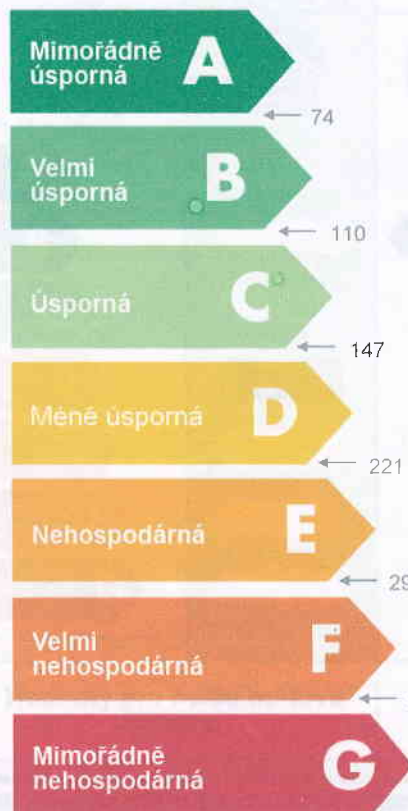 Mimořádně
úsporná
A
74
Velmi
úsporná
B
110
Úsporná
C
147
Méně úsporná
D
221
Nehospodárná
E
29
Velmi
nehospodárná
F
Mimořádně
nehospodárná
G